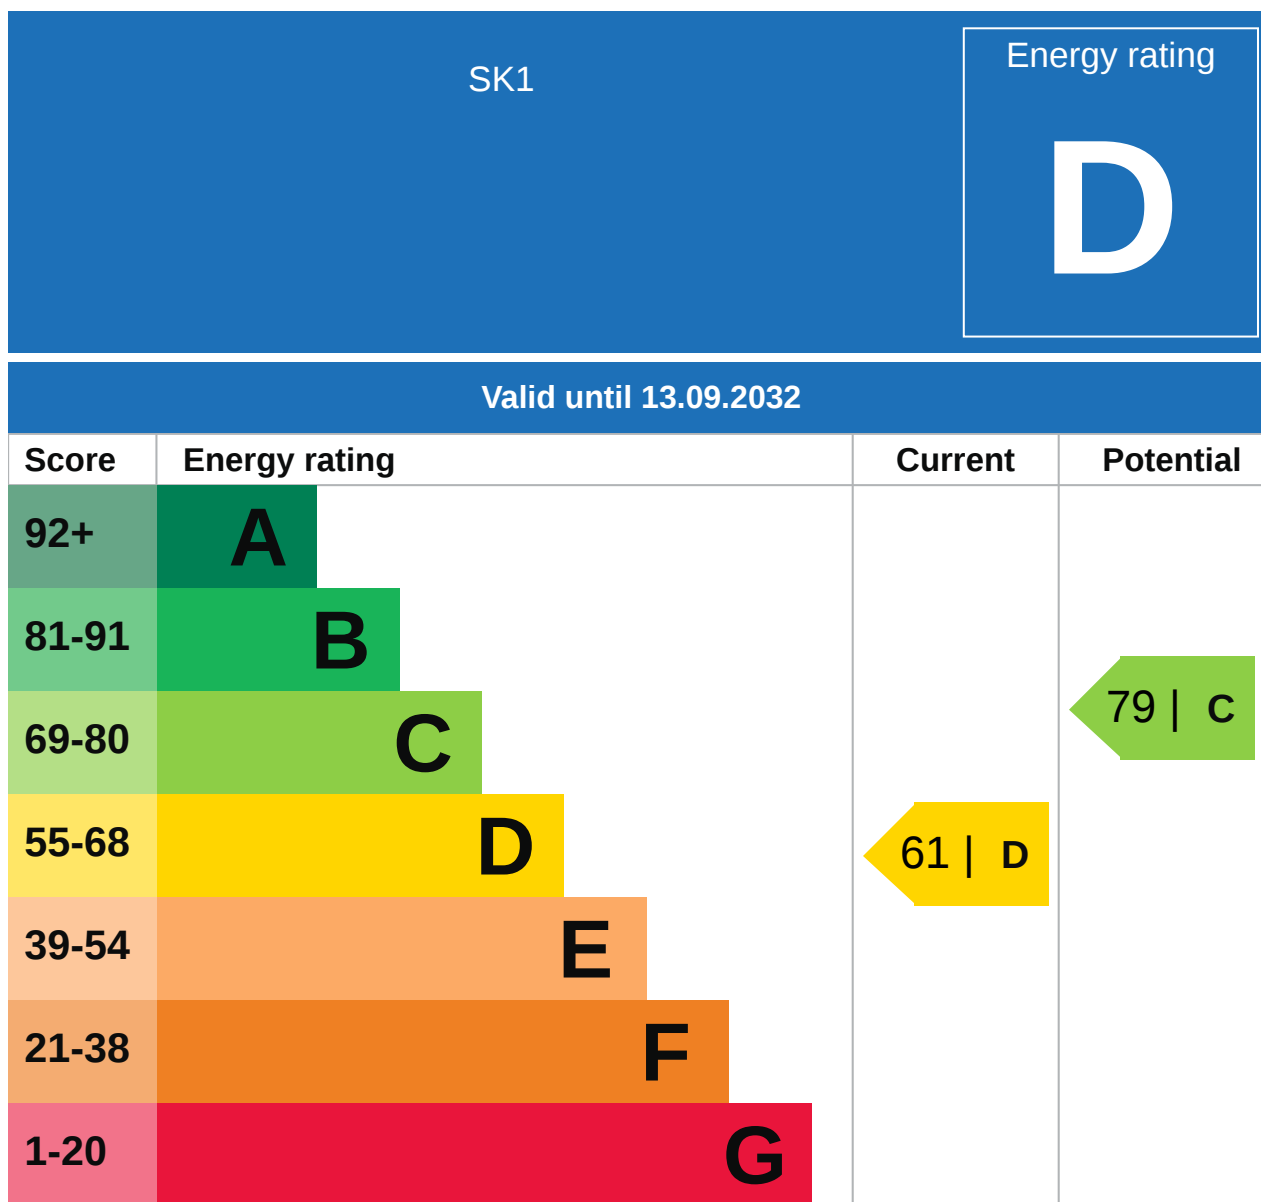 SK1
Energy rating
D
Valid until 13.09.2032
Score Energy rating Current Potential
92+ A
81-91 B
69-80 C
79 | C
55-68 D
61 | D
39-54 E
21-38 F
1-20 G